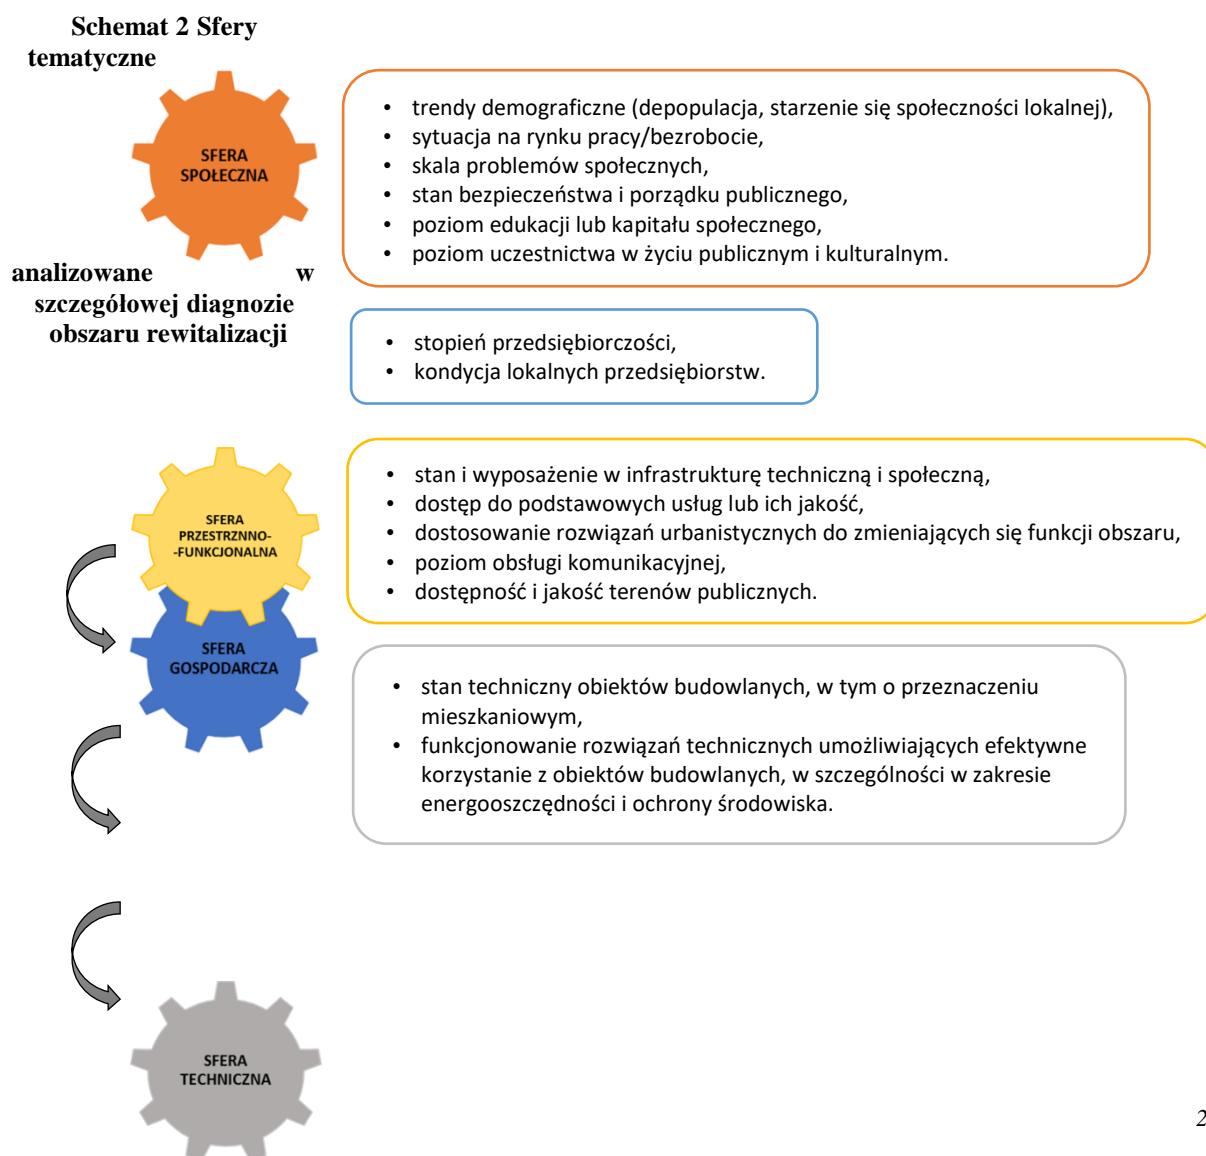 Schemat 2 Sfery
tematyczne
SFERA
SPOŁECZNA
• trendy demograficzne (depopulacja, starzenie się społeczności lokalnej),
• sytuacja na rynku pracy/bezrobocie,
• skala problemów społecznych,
• stan bezpieczeństwa i porządku publicznego,
• poziom edukacji lub kapitału społecznego,
• poziom uczestnictwa w życiu publicznym i kulturalnym.
analizowane w
szczegółowej diagnozie
obszaru rewitalizacji
• stopień przedsiębiorczości,
• kondycja lokalnych przedsiębiorstw.
SFERA
PRZESTRZNNO-
-FUNKCJONALNA
• stan i wyposażenie w infrastrukturę techniczną i społeczną,
• dostęp do podstawowych usług lub ich jakość,
• dostosowanie rozwiązań urbanistycznych do zmieniających się funkcji obszaru,
• poziom obsługi komunikacyjnej,
• dostępność i jakość terenów publicznych.
SFERA
GOSPODARCZA
• stan techniczny obiektów budowlanych, w tym o przeznaczeniu
mieszkaniowym,
• funkcjonowanie rozwiązań technicznych umożliwiających efektywne
korzystanie z obiektów budowlanych, w szczególności w zakresie
energooszczędności i ochrony środowiska.
SFERA
TECHNICZNA
2